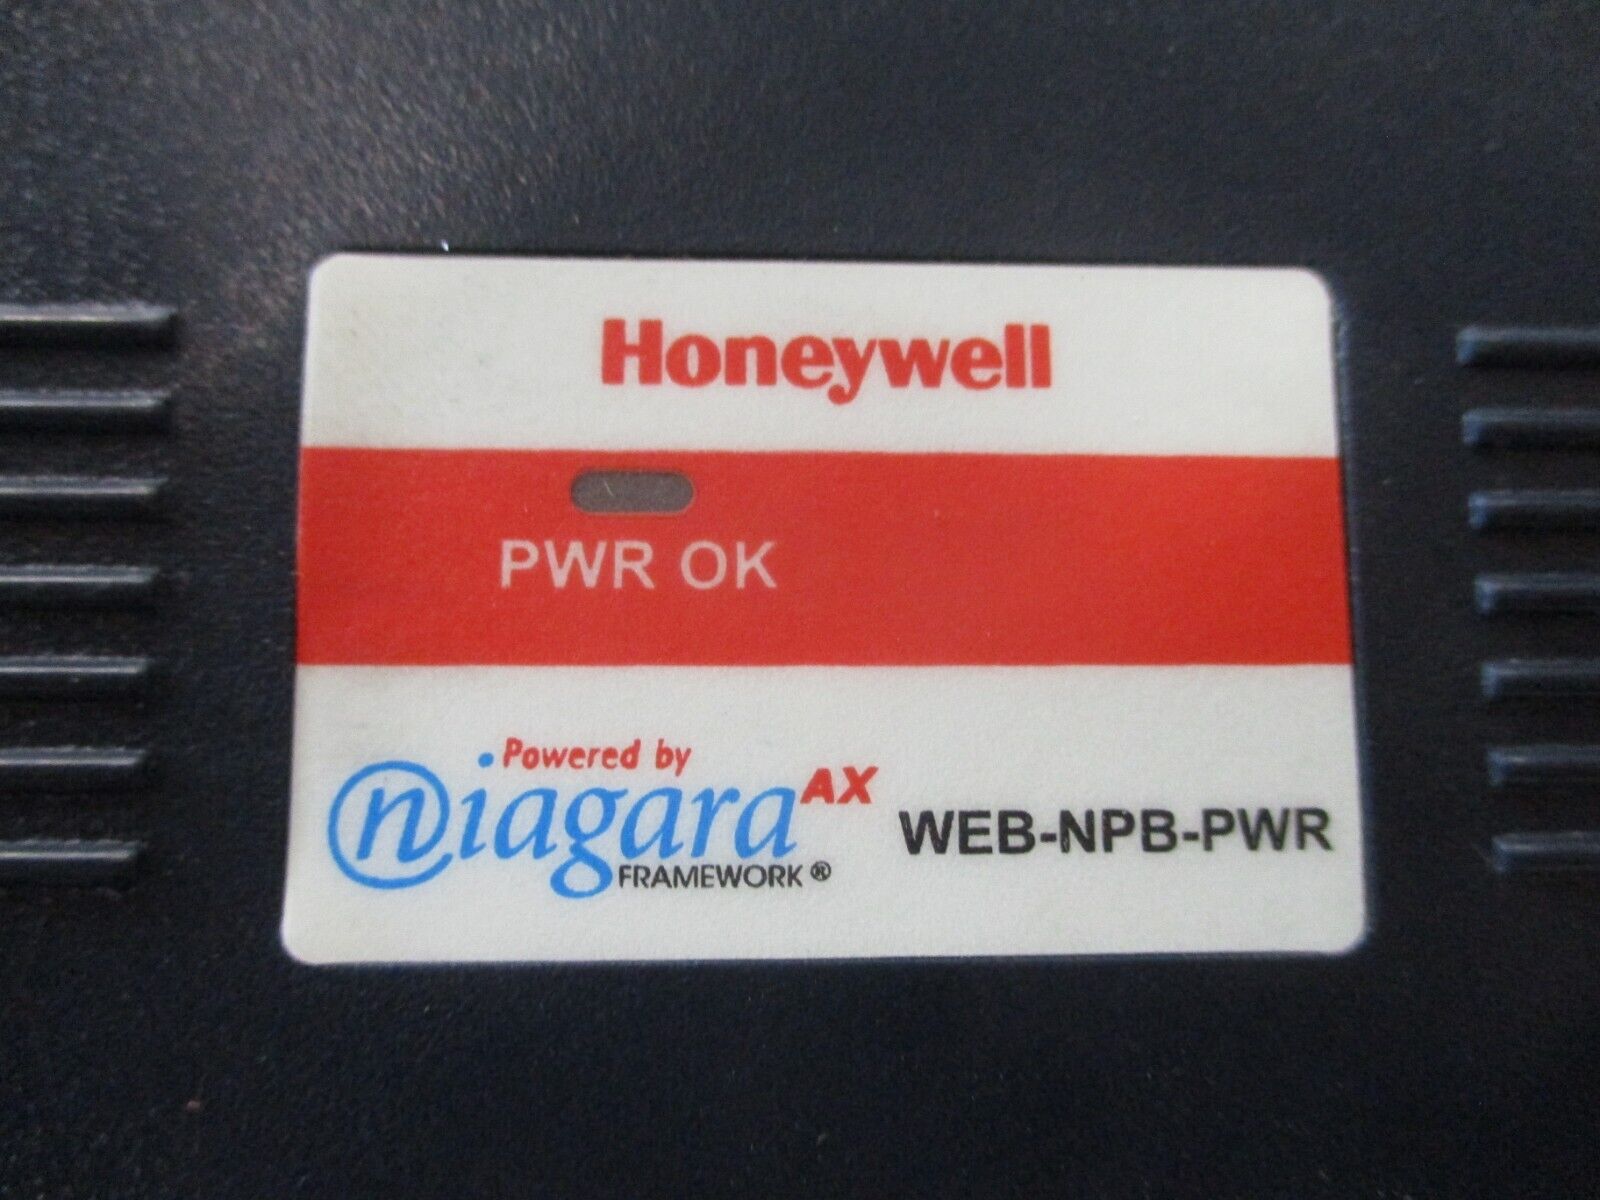 Honeywell
PWR OK
Powered by
niagara AX
FRAMEWORK®
WEB-NPB-PWR